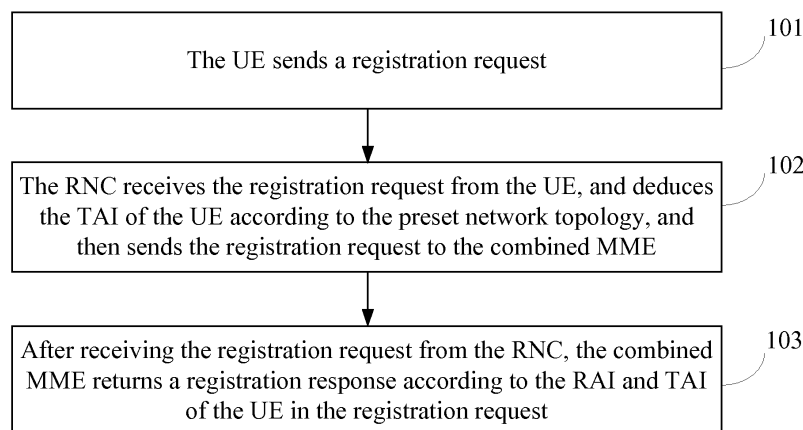 101
The UE sends a registration request
102
The RNC receives the registration request from the UE, and deduces
the TAI of the UE according to the preset network topology, and
then sends the registration request to the combined MME
103
After receiving the registration request from the RNC, the combined
MME returns a registration response according to the RAI and TAI
of the UE in the registration request